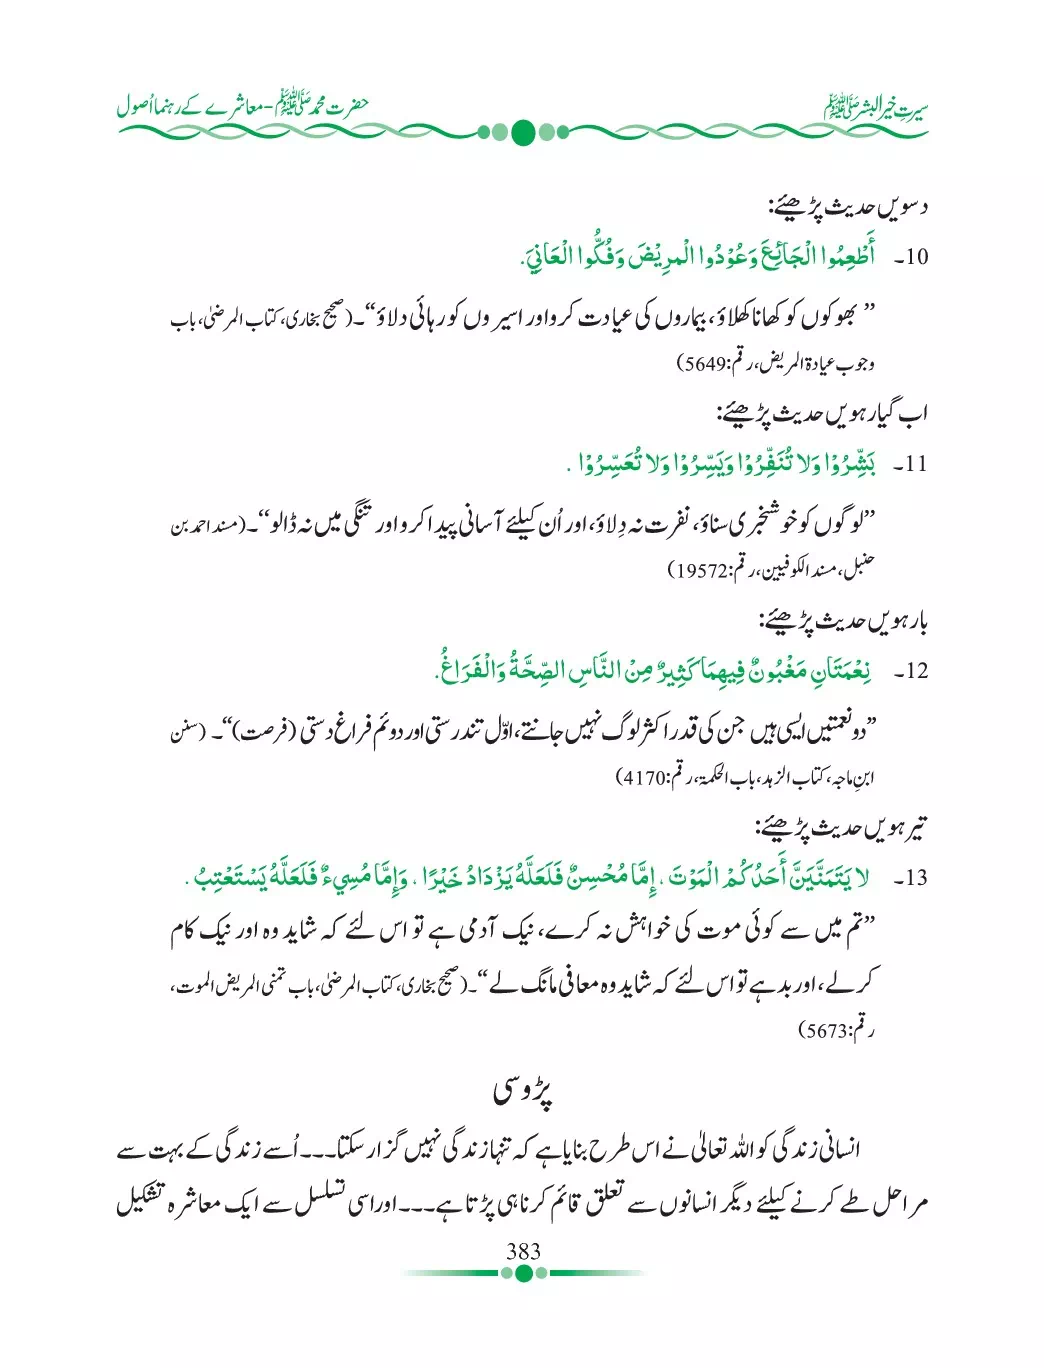 سیرتِ خیرالبشر ﷺ
حضرت محمد ﷺ - معاشرے کے رہنما اُصول
دسویں حدیث پڑھیئے:
10۔ أَطْعِمُوا الْجَائِعَ وَعُوْدُوا الْمرِيْضَ وَفُكُّوا الْعَانِيَ.
’’ بھوکوں کو کھانا کھلاؤ، بیماروں کی عیادت کرو اور اسیروں کو رہائی دلاؤ‘‘۔ (صحیح بخاری، کتاب المرضیٰ، باب
وجوب عیادۃ المریض، رقم:5649)
اب گیارہویں حدیث پڑھیئے:
11۔ بَشِّرُوْا وَلا تُنَفِّرُوْا وَيَسِّرُوْا وَلا تُعَسِّرُوْا .
’’لوگوں کو خوشخبری سناؤ، نفرت نہ دِلاؤ، اور اُن کیلئے آسانی پیدا کرو اور تنگی میں نہ ڈالو‘‘۔ (مسند احمد بن
حنبل، مسند الکوفیین، رقم:19572)
بارہویں حدیث پڑھیئے:
12۔ نِعْمَتَانِ مَغْبُونٌ فِيهِمَا كَثِيرٌ مِنْ النَّاسِ الصِّحَّةُ وَالْفَرَاغُ.
’’دو نعمتیں ایسی ہیں جن کی قدر اکثر لوگ نہیں جانتے، اوّل تندرستی اور دوئم فراغ دستی (فرصت)‘‘۔ (سنن
ابنِ ماجہ، کتاب الزہد، باب الحکمۃ، رقم:4170)
تیرہویں حدیث پڑھیئے:
13۔ لا يَتَمَنَّيَنَّ أَحَدُكُمْ الْمَوْتَ ، إِمَّا مُحْسِنٌ فَلَعَلَّهُ يَزْدَادُ خَيْرًا ، وَإِمَّا مُسِيءٌ فَلَعَلَّهُ يَسْتَعْتِبُ .
’’تم میں سے کوئی موت کی خواہش نہ کرے، نیک آدمی ہے تو اس لئے کہ شاید وہ اور نیک کام
کرلے، اور بد ہے تو اس لئے کہ شاید وہ معافی مانگ لے‘‘۔ (صحیح بخاری، کتاب المرضیٰ، باب تمنی المریض الموت،
رقم:5673)
پڑوسی
انسانی زندگی کو اللہ تعالیٰ نے اس طرح بنایا ہے کہ تنہا زندگی نہیں گزار سکتا۔۔۔ اُسے زندگی کے بہت سے
مراحل طے کرنے کیلئے دیگر انسانوں سے تعلق قائم کرنا ہی پڑتا ہے۔۔۔ اور اسی تسلسل سے ایک معاشرہ تشکیل
383